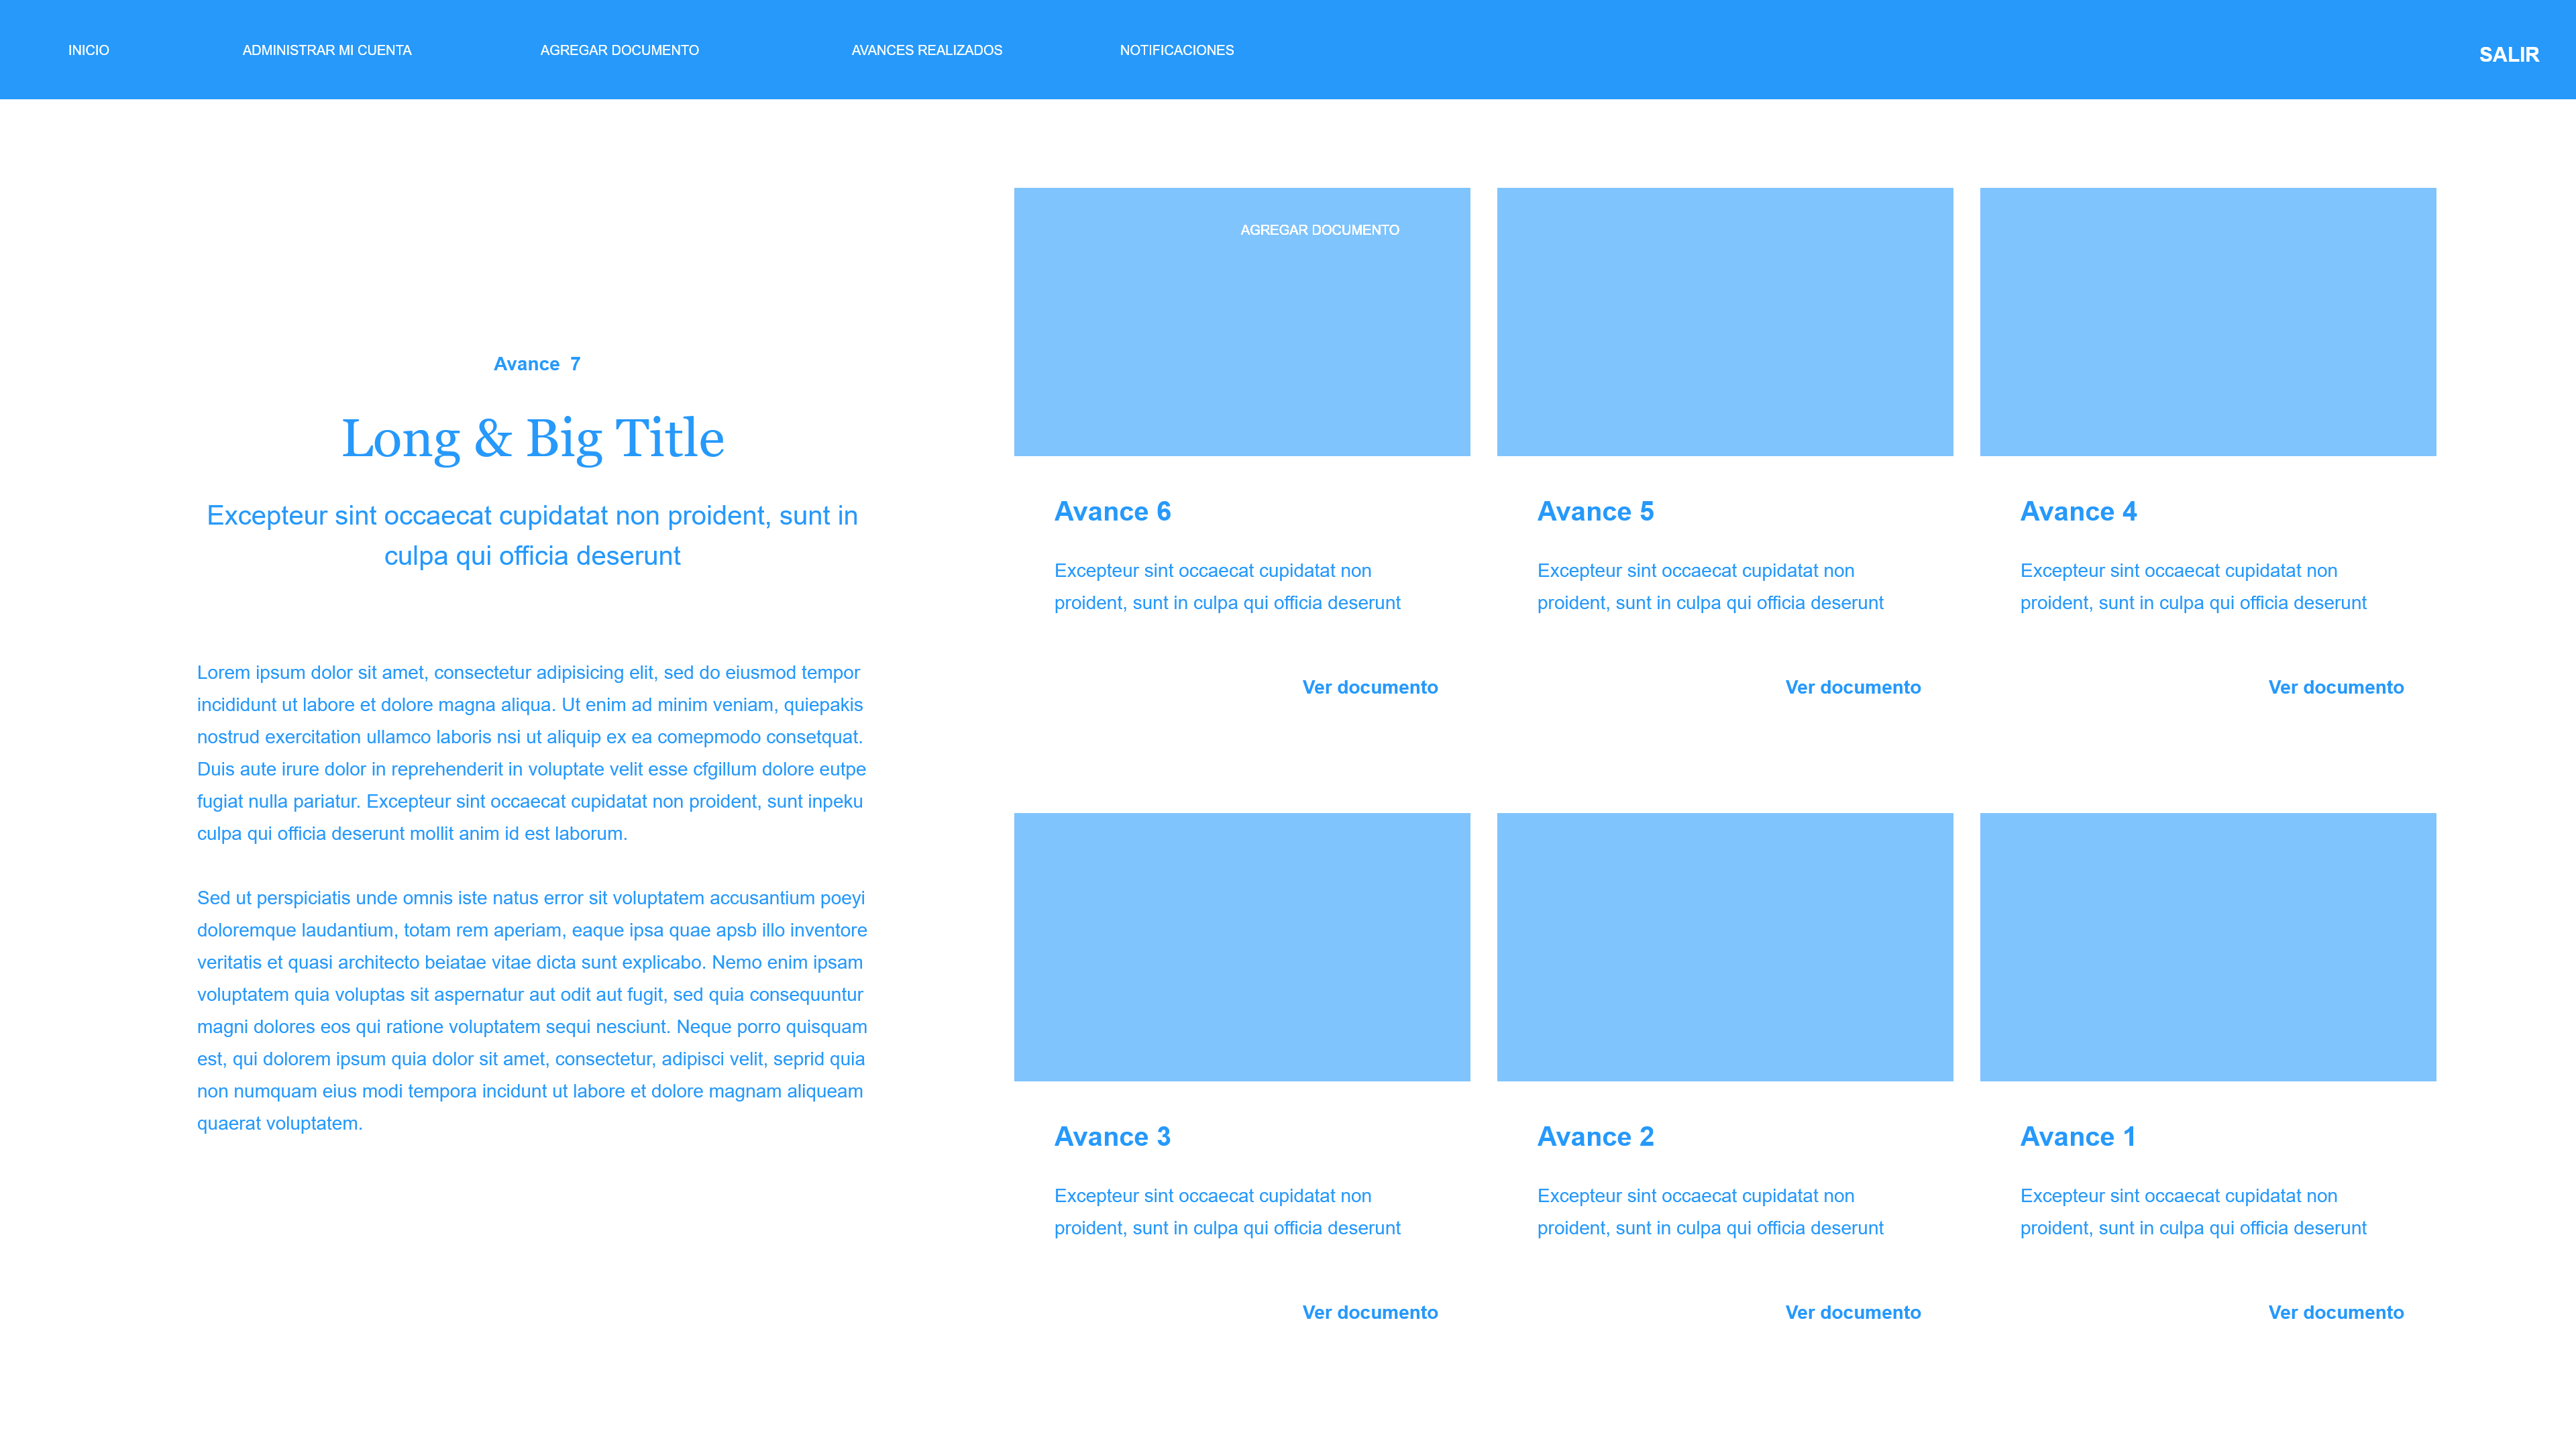 INICIO
ADMINISTRAR MI CUENTA
AGREGAR DOCUMENTO
AVANCES REALIZADOS
NOTIFICACIONES
SALIR
Avance 7
Long & Big Title
Excepteur sint occaecat cupidatat non proident, sunt in
culpa qui officia deserunt
Lorem ipsum dolor sit amet, consectetur adipisicing elit, sed do eiusmod tempor
incididunt ut labore et dolore magna aliqua. Ut enim ad minim veniam, quiepakis
nostrud exercitation ullamco laboris nsi ut aliquip ex ea comepmodo consetquat.
Duis aute irure dolor in reprehenderit in voluptate velit esse cfgillum dolore eutpe
fugiat nulla pariatur. Excepteur sint occaecat cupidatat non proident, sunt inpeku
culpa qui officia deserunt mollit anim id est laborum.
Sed ut perspiciatis unde omnis iste natus error sit voluptatem accusantium poeyi
doloremque laudantium, totam rem aperiam, eaque ipsa quae apsb illo inventore
veritatis et quasi architecto beiatae vitae dicta sunt explicabo. Nemo enim ipsam
voluptatem quia voluptas sit aspernatur aut odit aut fugit, sed quia consequuntur
magni dolores eos qui ratione voluptatem sequi nesciunt. Neque porro quisquam
est, qui dolorem ipsum quia dolor sit amet, consectetur, adipisci velit, seprid quia
non numquam eius modi tempora incidunt ut labore et dolore magnam aliqueam
quaerat voluptatem.
AGREGAR DOCUMENTO
Avance 6
Excepteur sint occaecat cupidatat non
proident, sunt in culpa qui officia deserunt
Ver documento
Avance 5
Excepteur sint occaecat cupidatat non
proident, sunt in culpa qui officia deserunt
Ver documento
Avance 4
Excepteur sint occaecat cupidatat non
proident, sunt in culpa qui officia deserunt
Ver documento
Avance 3
Excepteur sint occaecat cupidatat non
proident, sunt in culpa qui officia deserunt
Ver documento
Avance 2
Excepteur sint occaecat cupidatat non
proident, sunt in culpa qui officia deserunt
Ver documento
Avance 1
Excepteur sint occaecat cupidatat non
proident, sunt in culpa qui officia deserunt
Ver documento